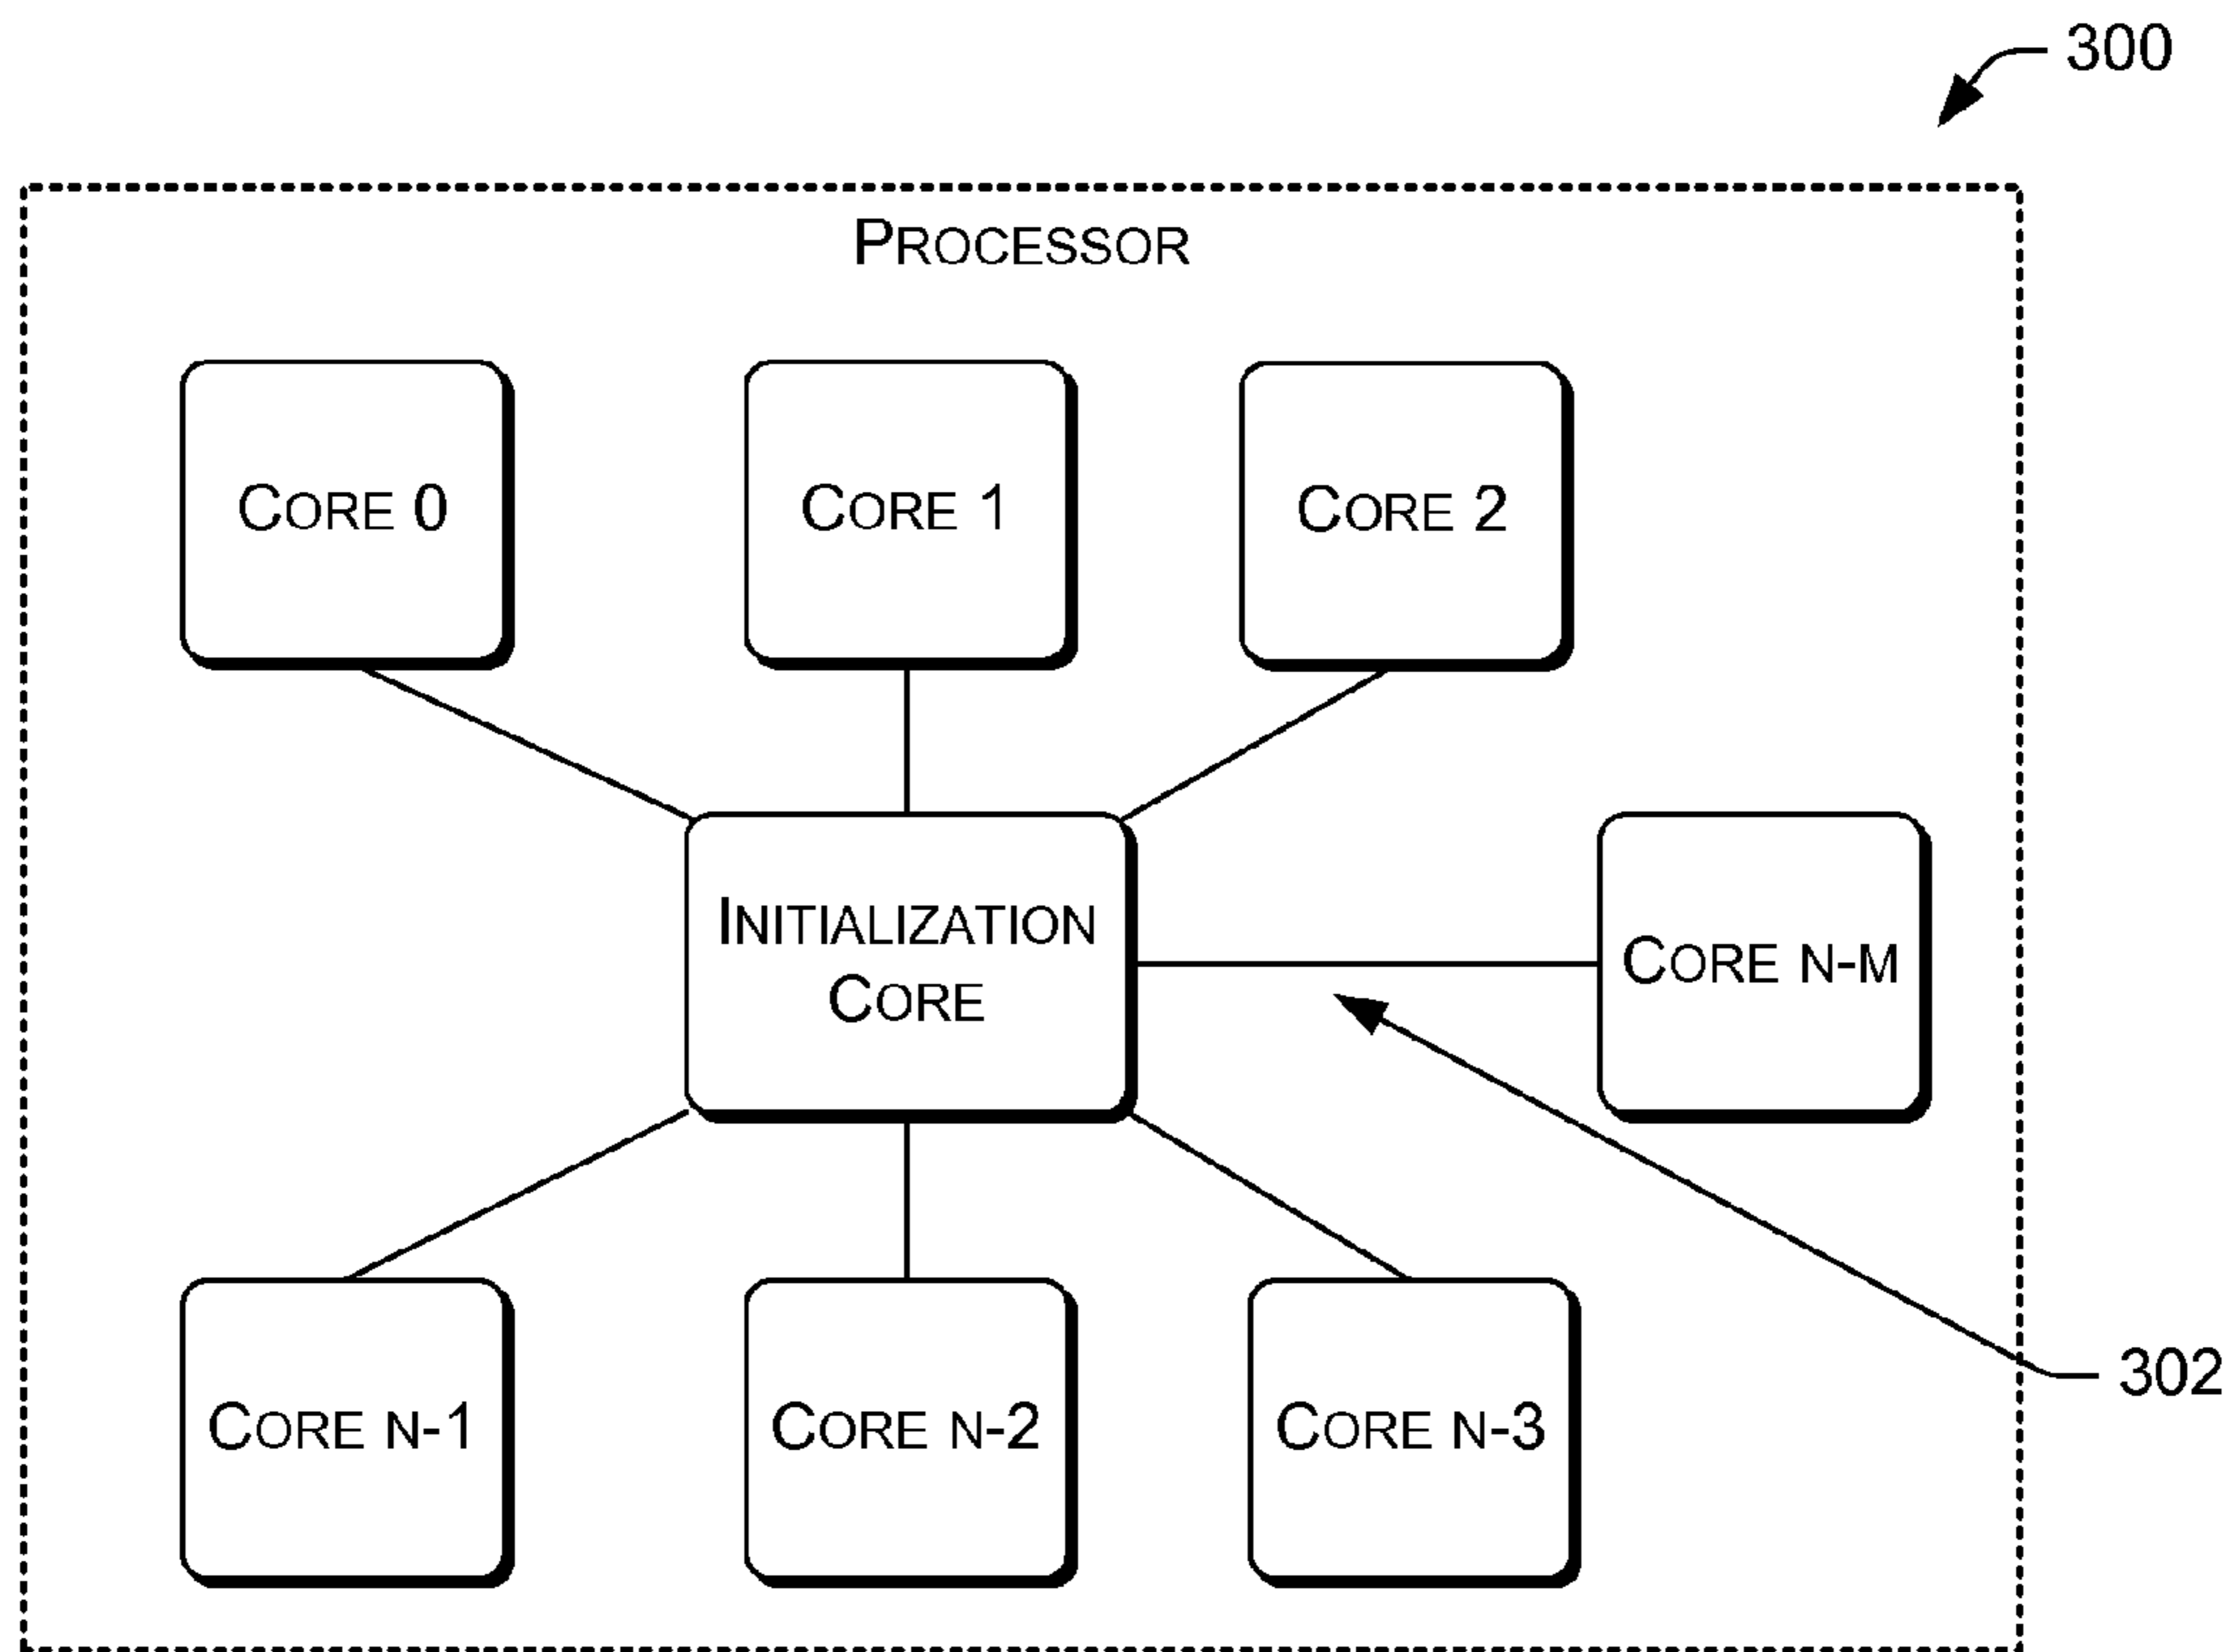 300
PROCESSOR
CORE 0
CORE 1
CORE 2
INITIALIZATION
CORE
CORE N-M
302
CORE N-1
CORE N-2
CORE N-3